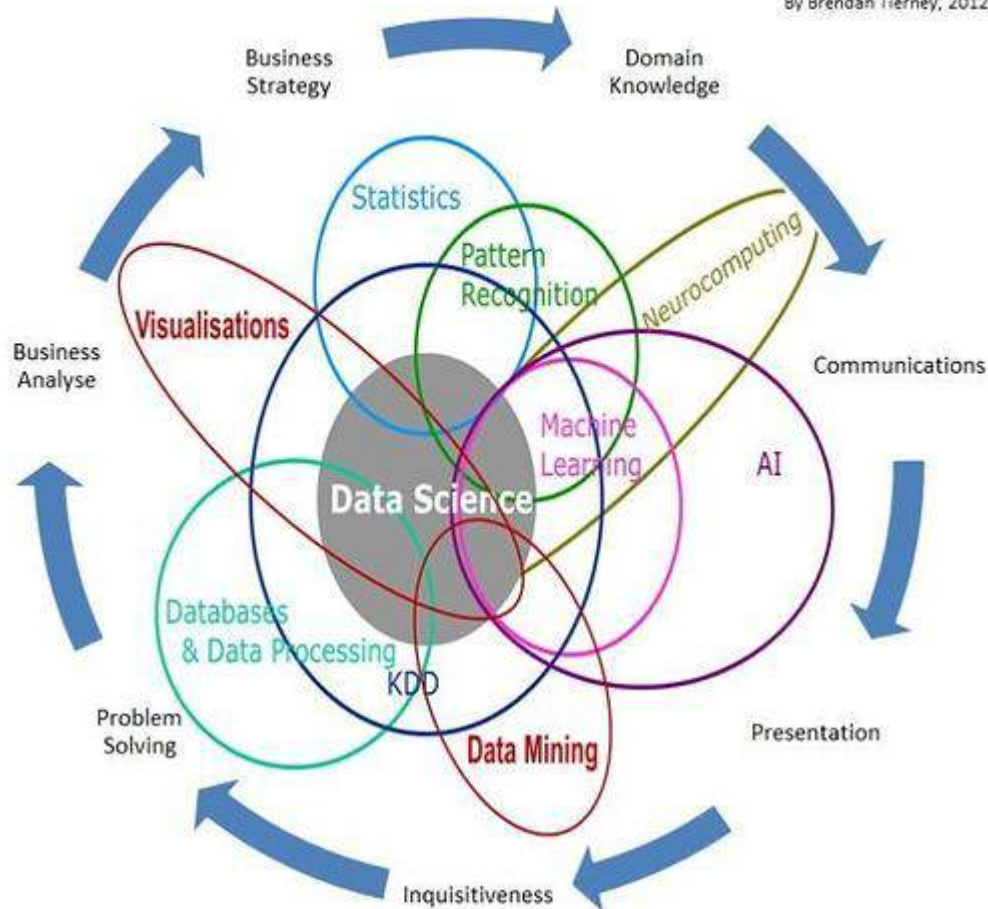 By Brendan Tierney, 2012
Business
Strategy
Domain
Knowledge
Statistics
Pattern
Recognition
Neurocomputing
Visualisations
Business
Analyse
Communications
Machine
Learning
AI
Data Science
Databases
& Data Processing
KDD
Problem
Solving
Data Mining
Presentation
Inquisitiveness